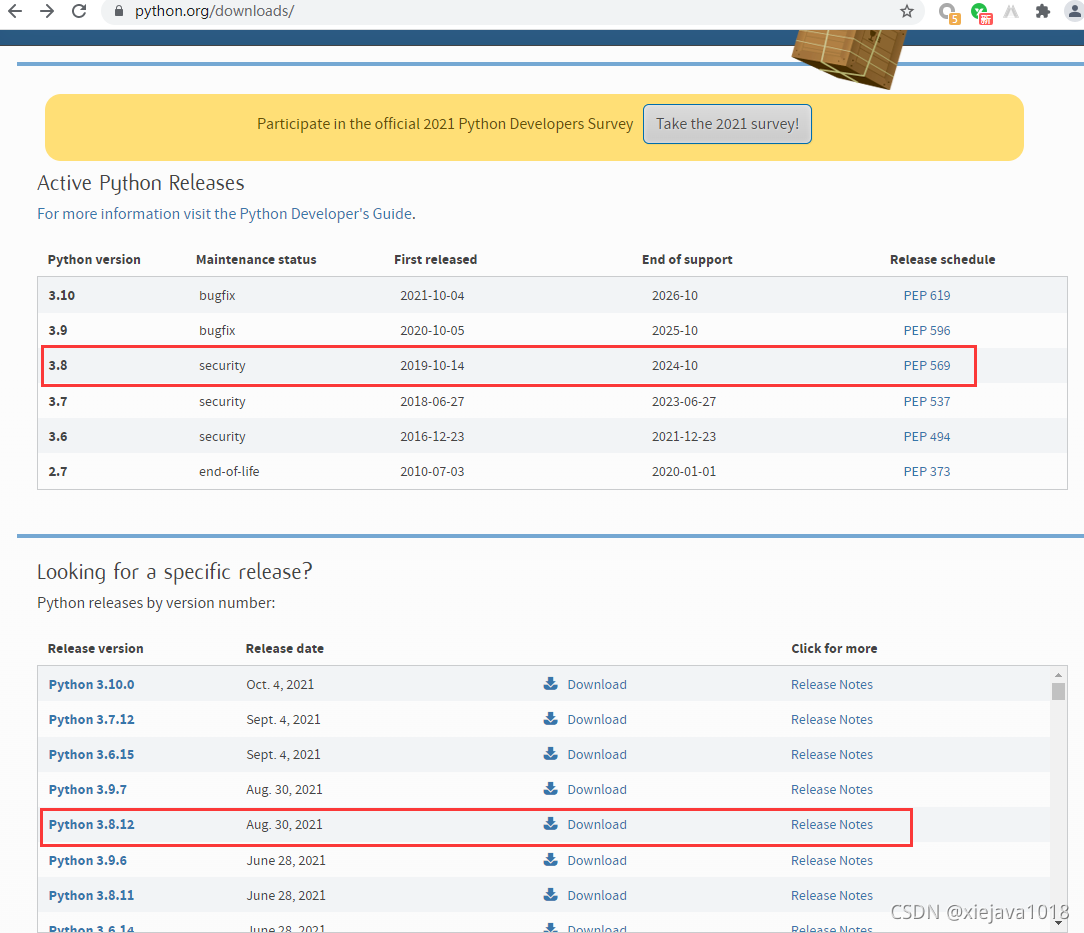 python.org/downloads/
5
新
Participate in the official 2021 Python Developers Survey Take the 2021 survey!
Active Python Releases
For more information visit the Python Developer's Guide.
Python version Maintenance status First released End of support Release schedule
3.10 bugfix 2021-10-04 2026-10 PEP 619
3.9 bugfix 2020-10-05 2025-10 PEP 596
3.8 security 2019-10-14 2024-10 PEP 569
3.7 security 2018-06-27 2023-06-27 PEP 537
3.6 security 2016-12-23 2021-12-23 PEP 494
2.7 end-of-life 2010-07-03 2020-01-01 PEP 373
Looking for a specific release?
Python releases by version number:
Release version Release date Click for more
Python 3.10.0 Oct. 4, 2021 Download Release Notes
Python 3.7.12 Sept. 4, 2021 Download Release Notes
Python 3.6.15 Sept. 4, 2021 Download Release Notes
Python 3.9.7 Aug. 30, 2021 Download Release Notes
Python 3.8.12 Aug. 30, 2021 Download Release Notes
Python 3.9.6 June 28, 2021 Download Release Notes
Python 3.8.11 June 28, 2021 Download Release Notes
Python 3.6.14 June 28, 2021 Download Release Notes
CSDN @xiejava1018